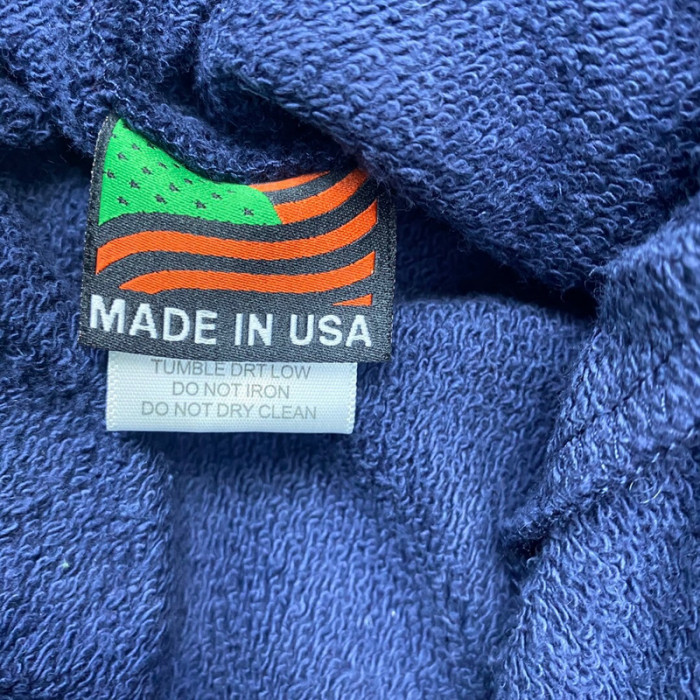 MADE IN USA
TUMBLE DRT LOW
DO NOT IRON
DO NOT DRY CLEAN